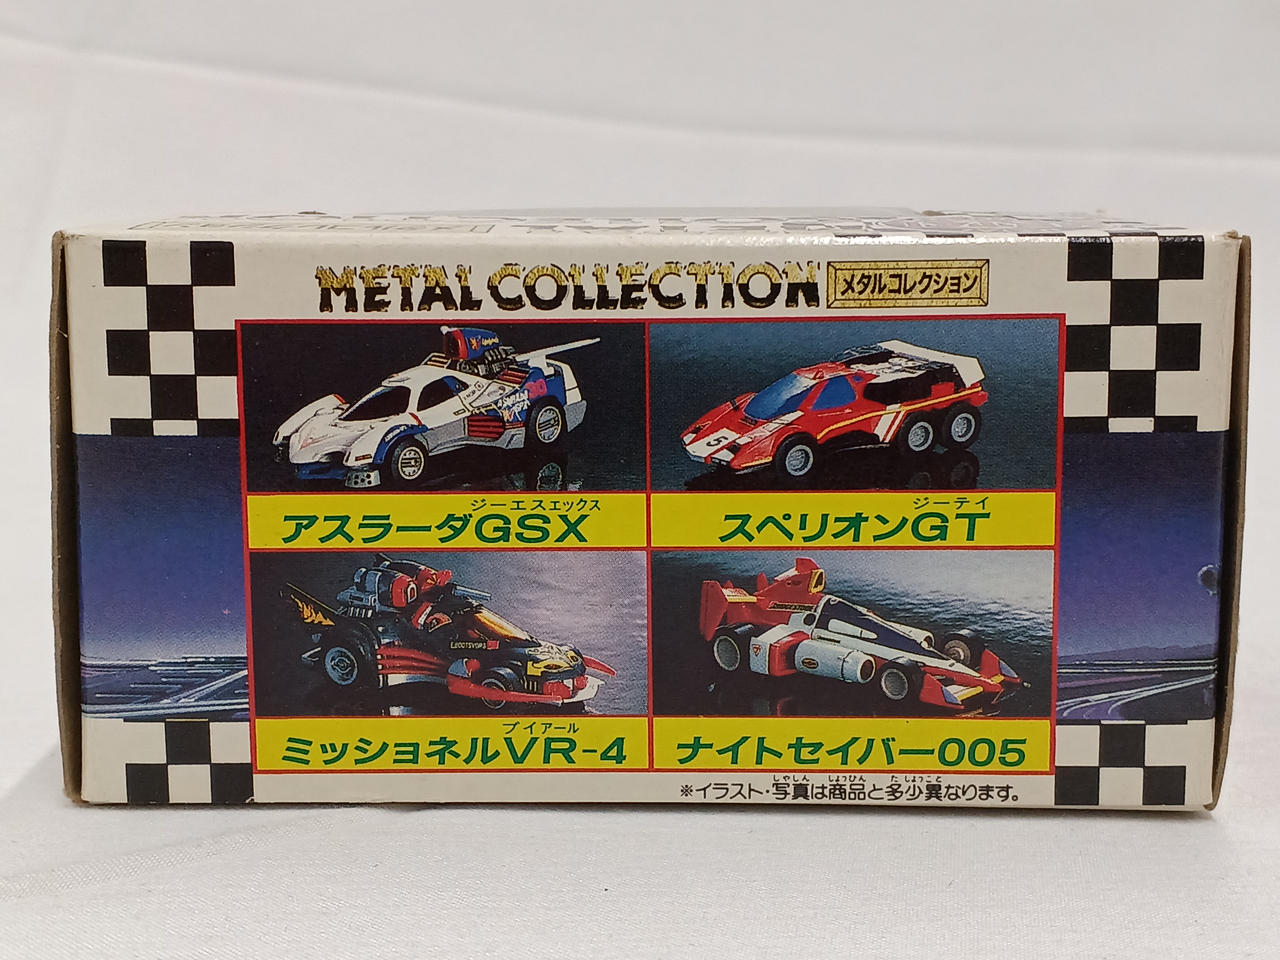 METAL COLLECTION メタルコレクション
ジーエスエックス
アスラーダGSX
ジーティ
スペリオンGT
ブイアール
ミッショネルVR-4
ナイトセイバー005
しゃしん しょうひん たしょうこと
※イラスト・写真は商品と多少異なります。
5